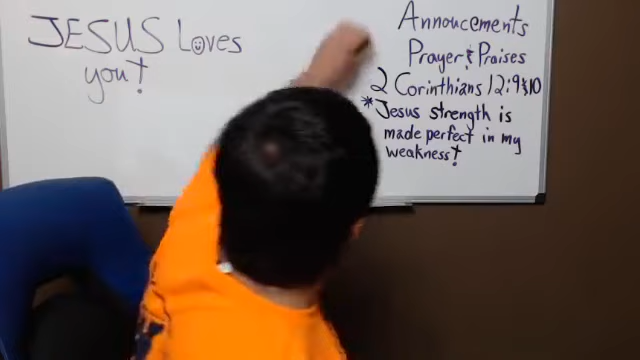 JESUS Loves
you!
Annoucements
Prayer & Praises
2 Corinthians 12:9&10
* Jesus strength is
made perfect in my
weakness!